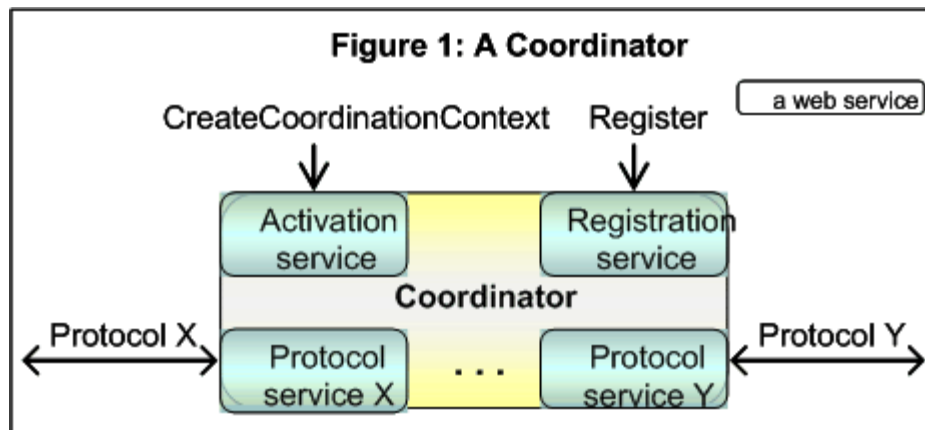 Figure 1: A Coordinator
a web service
CreateCoordinationContext
Register
Activation
service
Registration
service
Coordinator
Protocol X
Protocol
service X
. . .
Protocol
service Y
Protocol Y